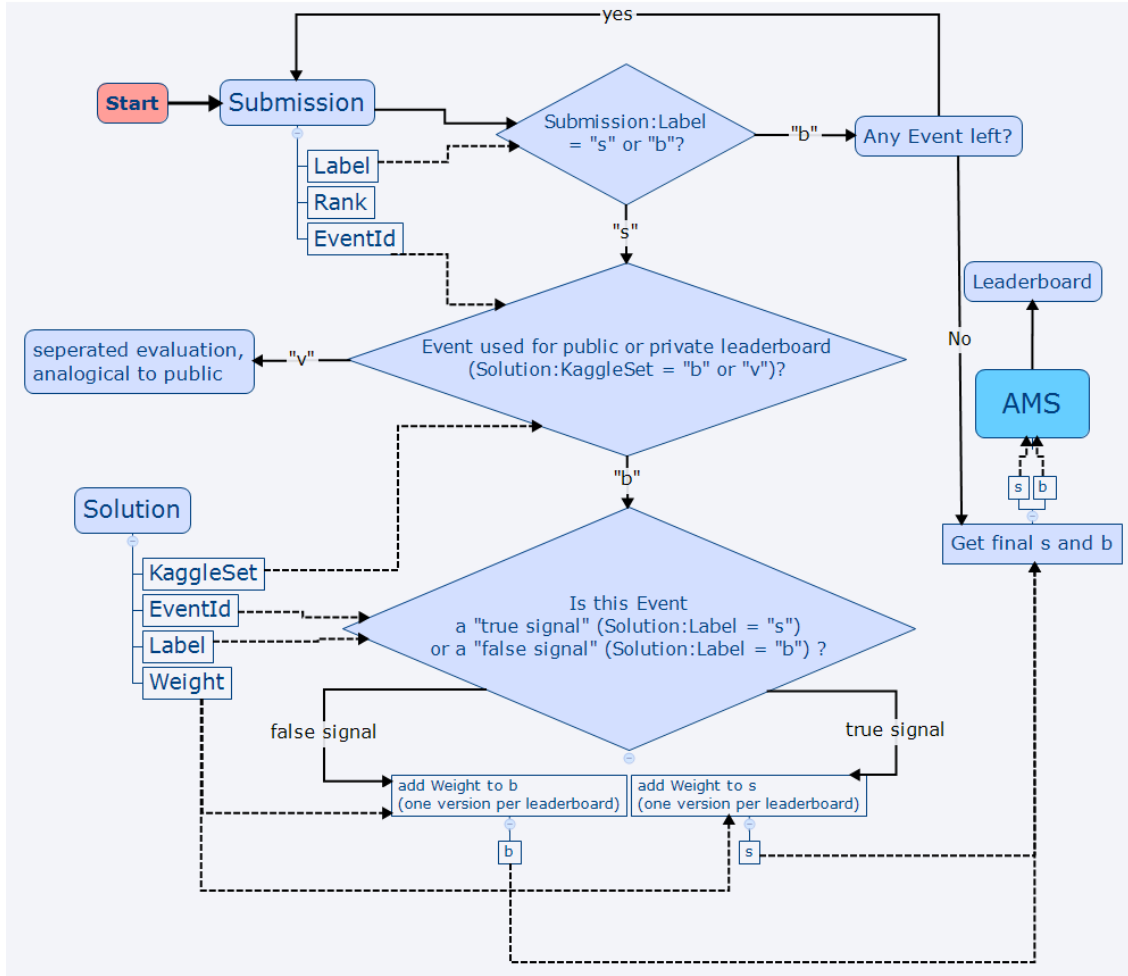 yes
Start
Submission
Label
Rank
EventId
Submission:Label
= "s" or "b"?
"b"
Any Event left?
"s"
No
Leaderboard
AMS
s
b
Get final s and b
Event used for public or private leaderboard
(Solution:KaggleSet = "b" or "v")?
"v"
seperated evaluation,
analogical to public
"b"
Solution
KaggleSet
EventId
Label
Weight
Is this Event
a "true signal" (Solution:Label = "s")
or a "false signal" (Solution:Label = "b") ?
false signal
true signal
add Weight to b
(one version per leaderboard)
b
add Weight to s
(one version per leaderboard)
s